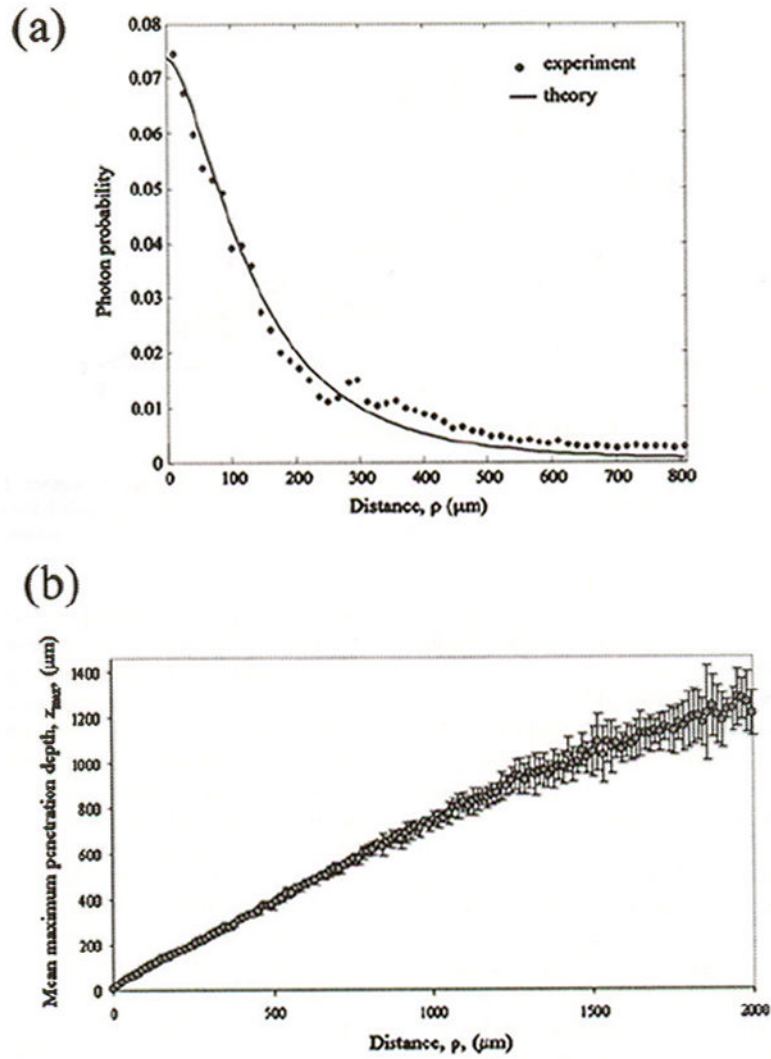 (a)
0.08
0.07
0.06
0.05
0.04
0.03
0.02
0.01
0
Photon probability
experiment
theory
0 100 200 300 400 500 600 700 800
Distance, ρ (μm)
(b)
1400
1200
1000
800
600
400
200
0
Mean maximum penetration depth, zmax, (μm)
0 500 1000 1500 2000
Distance, ρ, (μm)